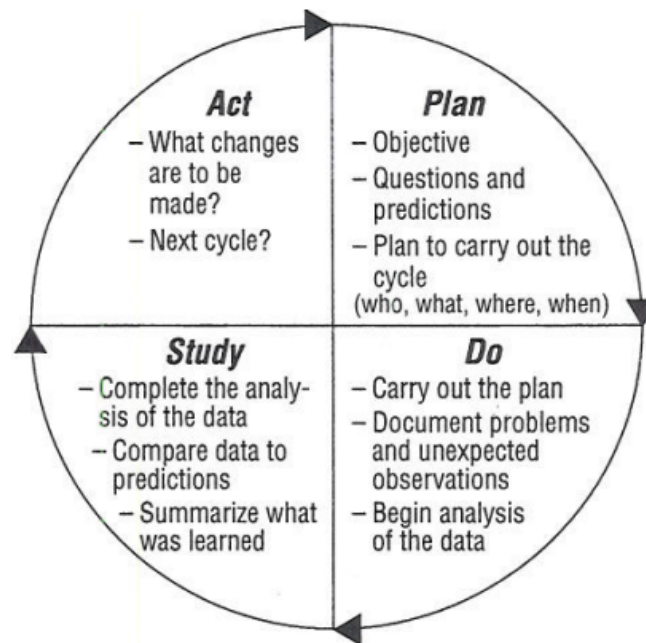 Act
– What changes
are to be
made?
– Next cycle?
Plan
– Objective
– Questions and
predictions
– Plan to carry out the
cycle
(who, what, where, when)
Study
– Complete the analy-
sis of the data
– Compare data to
predictions
– Summarize what
was learned
Do
– Carry out the plan
– Document problems
and unexpected
observations
– Begin analysis
of the data